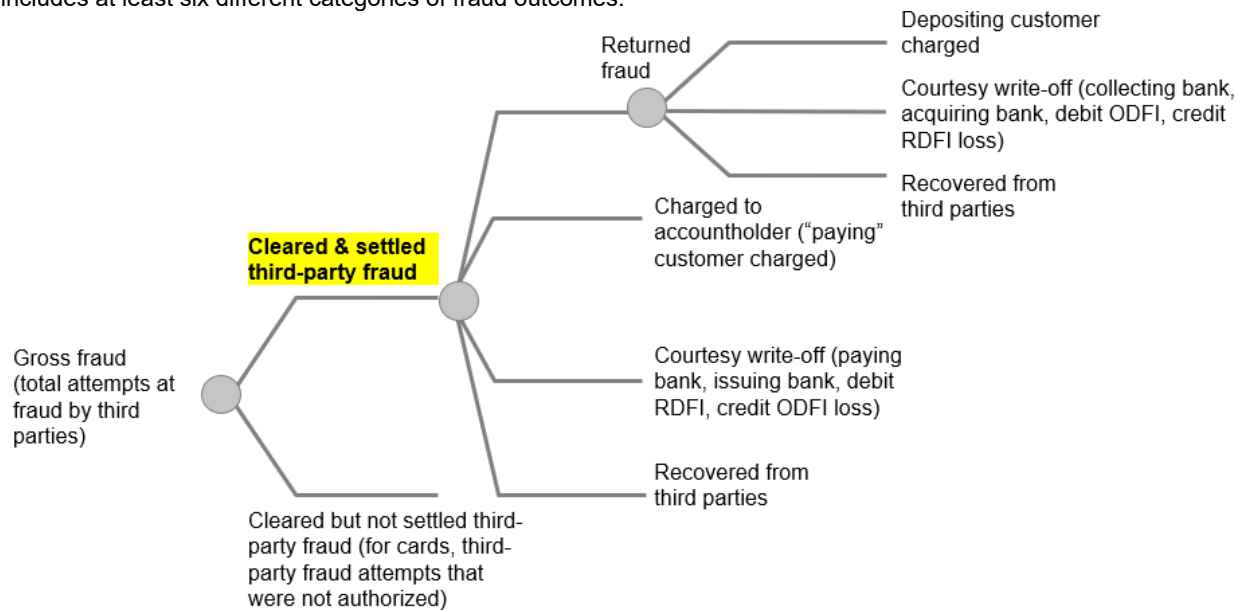 includes at least six different categories of fraud outcomes.
Depositing customer
charged
Returned
fraud
Courtesy write-off (collecting bank,
acquiring bank, debit ODFI, credit
RDFI loss)
Recovered from
third parties
Charged to
accountholder (“paying”
customer charged)
Cleared & settled
third-party fraud
Gross fraud
(total attempts at
fraud by third
parties)
Courtesy write-off (paying
bank, issuing bank, debit
RDFI, credit ODFI loss)
Recovered from
third parties
Cleared but not settled third-
party fraud (for cards, third-
party fraud attempts that
were not authorized)